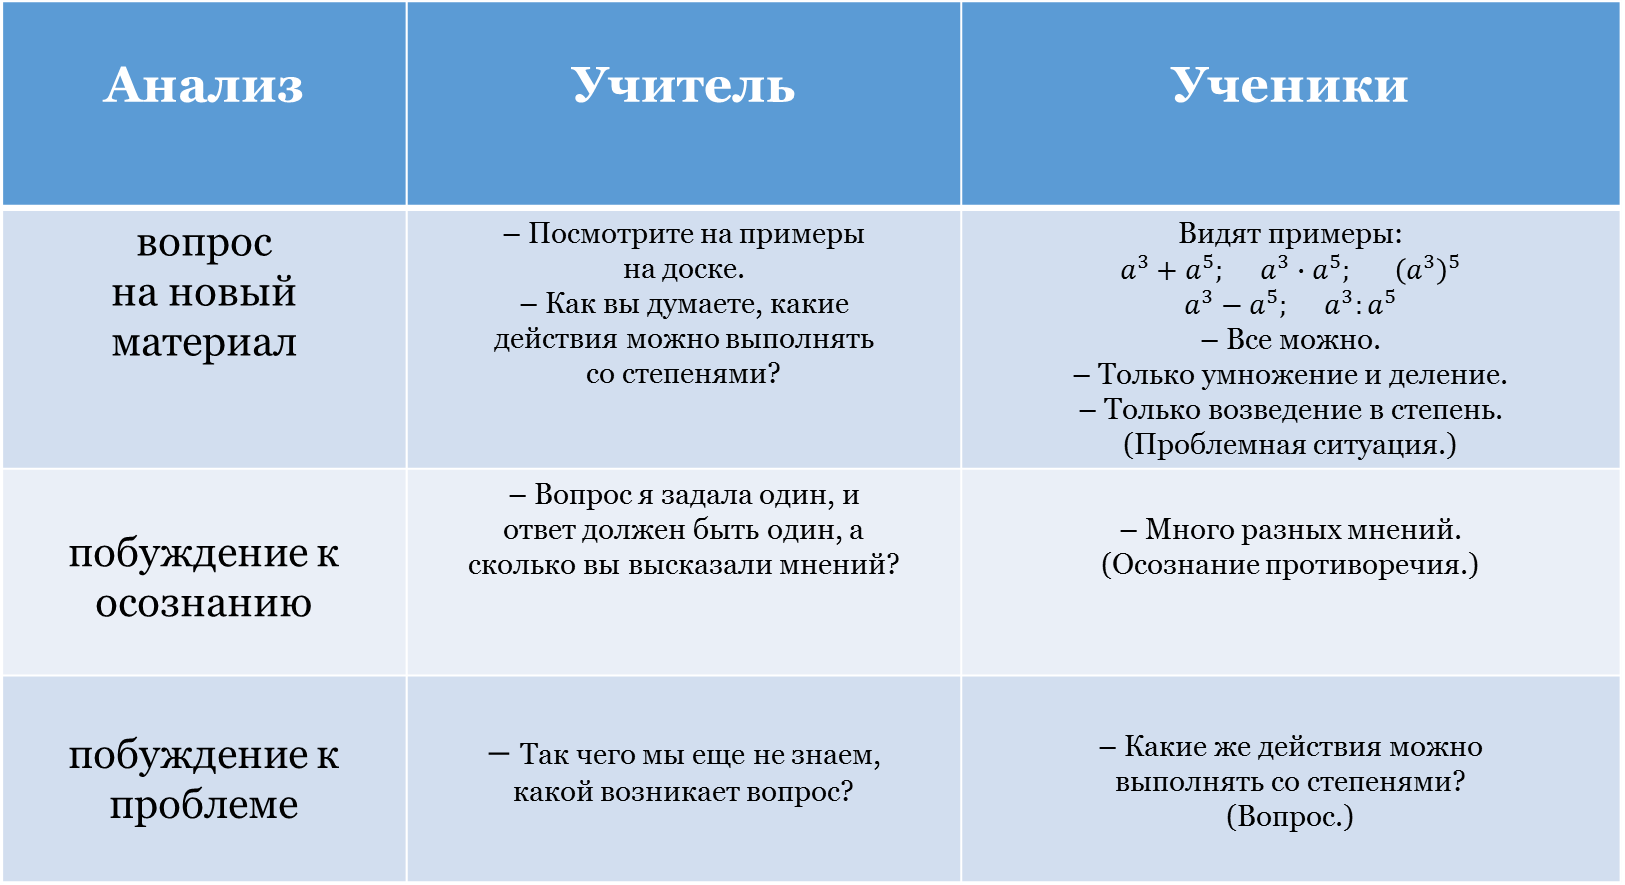 Анализ
Учитель
Ученики
вопрос
на новый
материал
– Посмотрите на примеры
на доске.
– Как вы думаете, какие
действия можно выполнять
со степенями?
Видят примеры:
a³ + a⁵; a³ · a⁵; (a³)⁵
a³ − a⁵; a³: a⁵
– Все можно.
– Только умножение и деление.
– Только возведение в степень.
(Проблемная ситуация.)
побуждение к
осознанию
– Вопрос я задала один, и
ответ должен быть один, а
сколько вы высказали мнений?
– Много разных мнений.
(Осознание противоречия.)
побуждение к
проблеме
– Так чего мы еще не знаем,
какой возникает вопрос?
– Какие же действия можно
выполнять со степенями?
(Вопрос.)